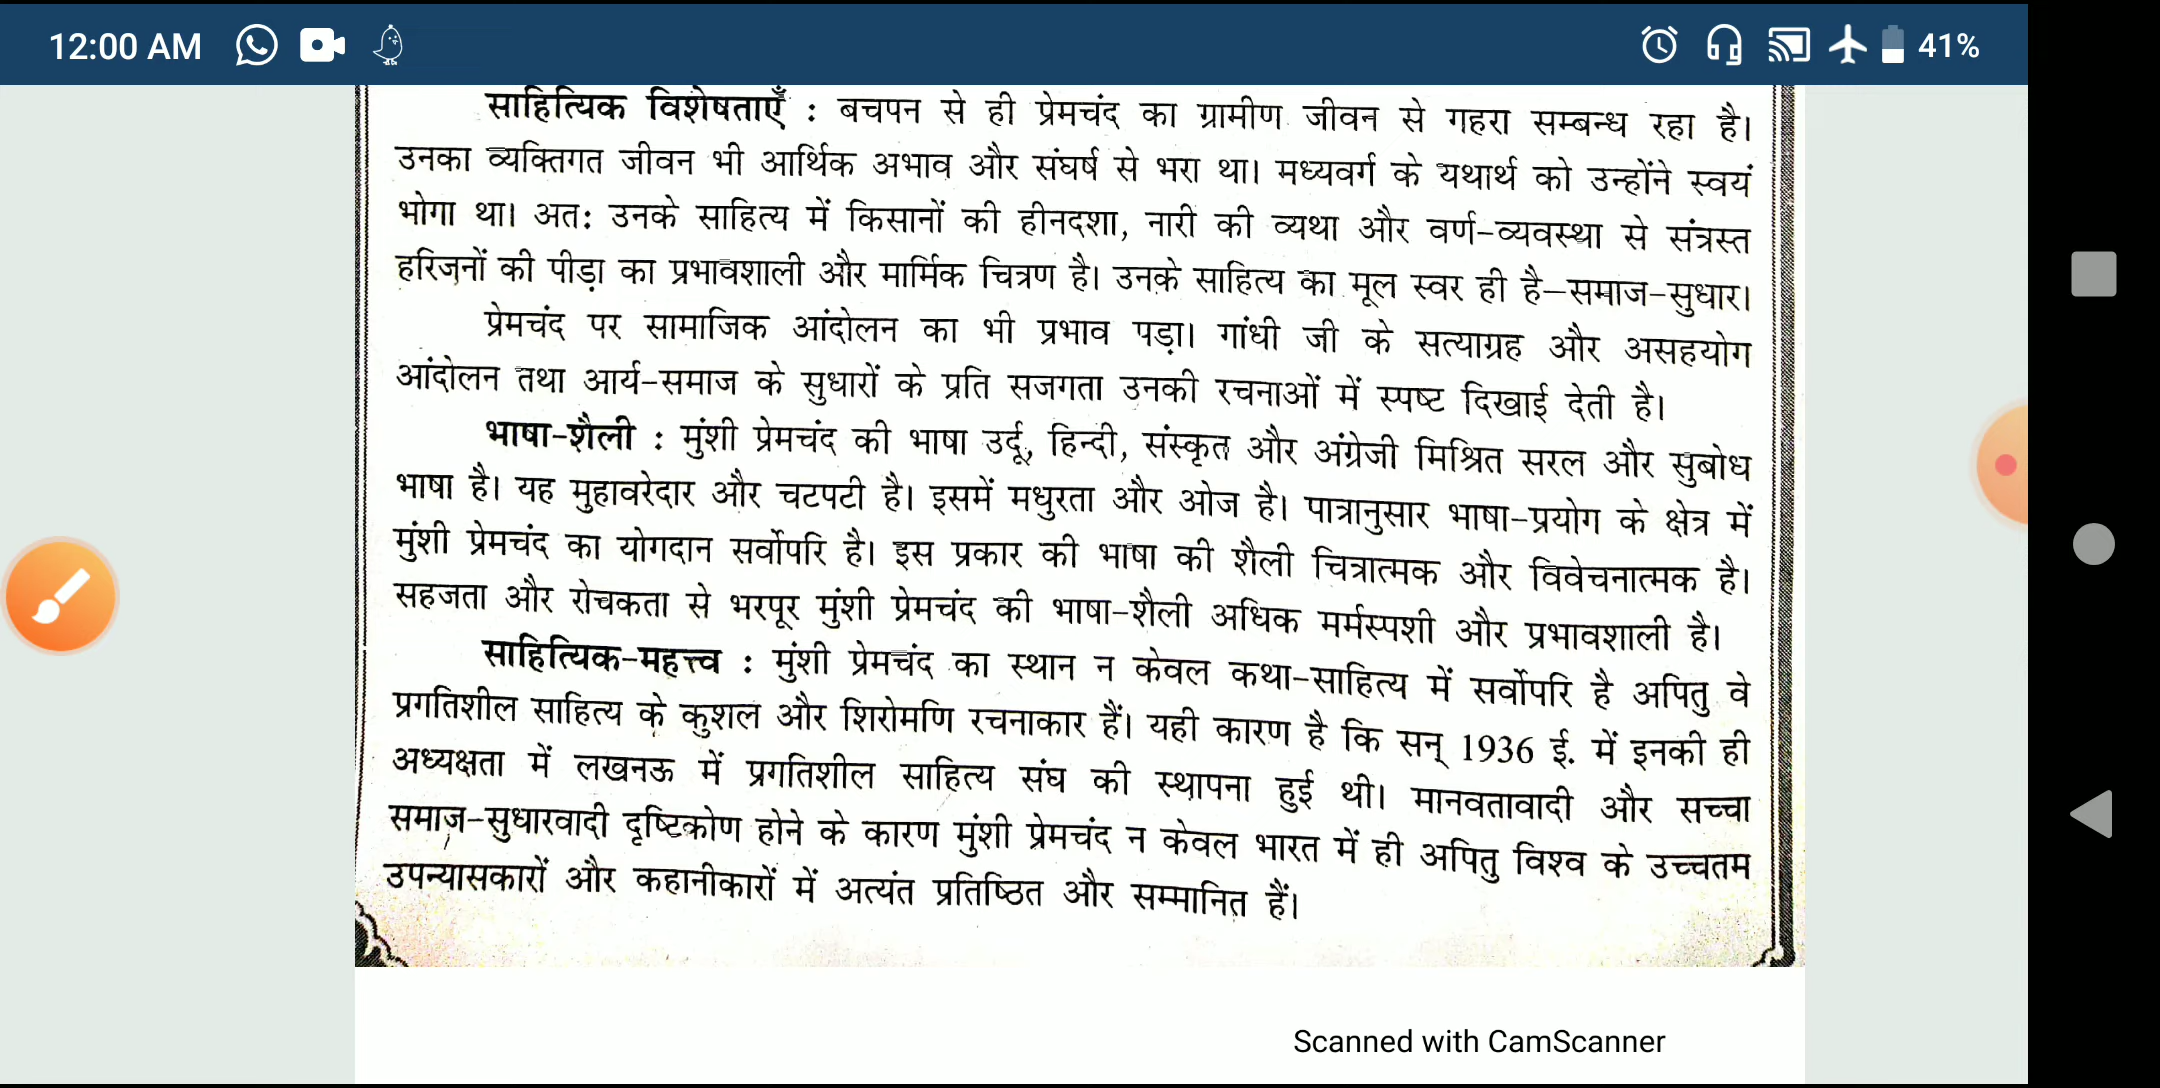 12:00 AM 41%
साहित्यिक विशेषताएँ : बचपन से ही प्रेमचंद का ग्रामीण जीवन से गहरा सम्बन्ध रहा है।
उनका व्यक्तिगत जीवन भी आर्थिक अभाव और संघर्ष से भरा था। मध्यवर्ग के यथार्थ को उन्होंने स्वयं
भोगा था। अतः उनके साहित्य में किसानों की हीनदशा, नारी की व्यथा और वर्ण-व्यवस्था से संत्रस्त
हरिजनों की पीड़ा का प्रभावशाली और मार्मिक चित्रण है। उनके साहित्य का मूल स्वर ही है–समाज-सुधार।
प्रेमचंद पर सामाजिक आंदोलन का भी प्रभाव पड़ा। गांधी जी के सत्याग्रह और असहयोग
आंदोलन तथा आर्य-समाज के सुधारों के प्रति सजगता उनकी रचनाओं में स्पष्ट दिखाई देती है।
भाषा-शैली : मुंशी प्रेमचंद की भाषा उर्दू, हिन्दी, संस्कृत और अंग्रेजी मिश्रित सरल और सुबोध
भाषा है। यह मुहावरेदार और चटपटी है। इसमें मधुरता और ओज है। पात्रानुसार भाषा-प्रयोग के क्षेत्र में
मुंशी प्रेमचंद का योगदान सर्वोपरि है। इस प्रकार की भाषा की शैली चित्रात्मक और विवेचनात्मक है।
सहजता और रोचकता से भरपूर मुंशी प्रेमचंद की भाषा-शैली अधिक मर्मस्पशी और प्रभावशाली है।
साहित्यिक-महत्त्व : मुंशी प्रेमचंद का स्थान न केवल कथा-साहित्य में सर्वोपरि है अपितु वे
प्रगतिशील साहित्य के कुशल और शिरोमणि रचनाकार हैं। यही कारण है कि सन् 1936 ई. में इनकी ही
अध्यक्षता में लखनऊ में प्रगतिशील साहित्य संघ की स्थापना हुई थी। मानवतावादी और सच्चा
समाज-सुधारवादी दृष्टिकोण होने के कारण मुंशी प्रेमचंद न केवल भारत में ही अपितु विश्व के उच्चतम
उपन्यासकारों और कहानीकारों में अत्यंत प्रतिष्ठित और सम्मानित हैं।
Scanned with CamScanner